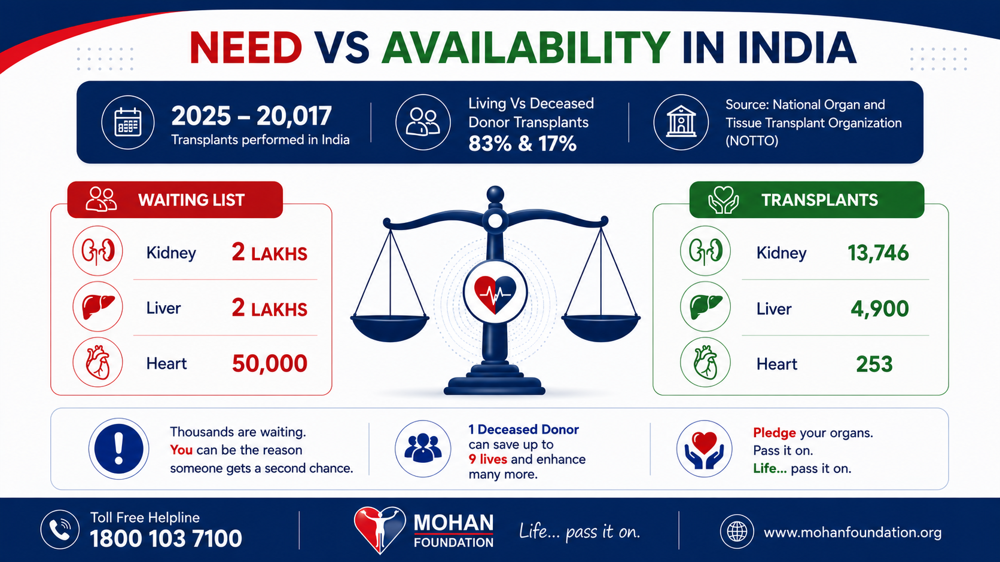 NEED VS AVAILABILITY IN INDIA
2025 – 20,017
Transplants performed in India
Living Vs Deceased
Donor Transplants
83% & 17%
Source: National Organ and
Tissue Transplant Organization
(NOTTO)
WAITING LIST
Kidney 2 LAKHS
Liver 2 LAKHS
Heart 50,000
TRANSPLANTS
Kidney 13,746
Liver 4,900
Heart 253
Thousands are waiting.
You can be the reason
someone gets a second chance.
1 Deceased Donor
can save up to
9 lives and enhance
many more.
Pledge your organs.
Pass it on.
Life... pass it on.
Toll Free Helpline
1800 103 7100
MOHAN
FOUNDATION
Life... pass it on.
www.mohanfoundation.org